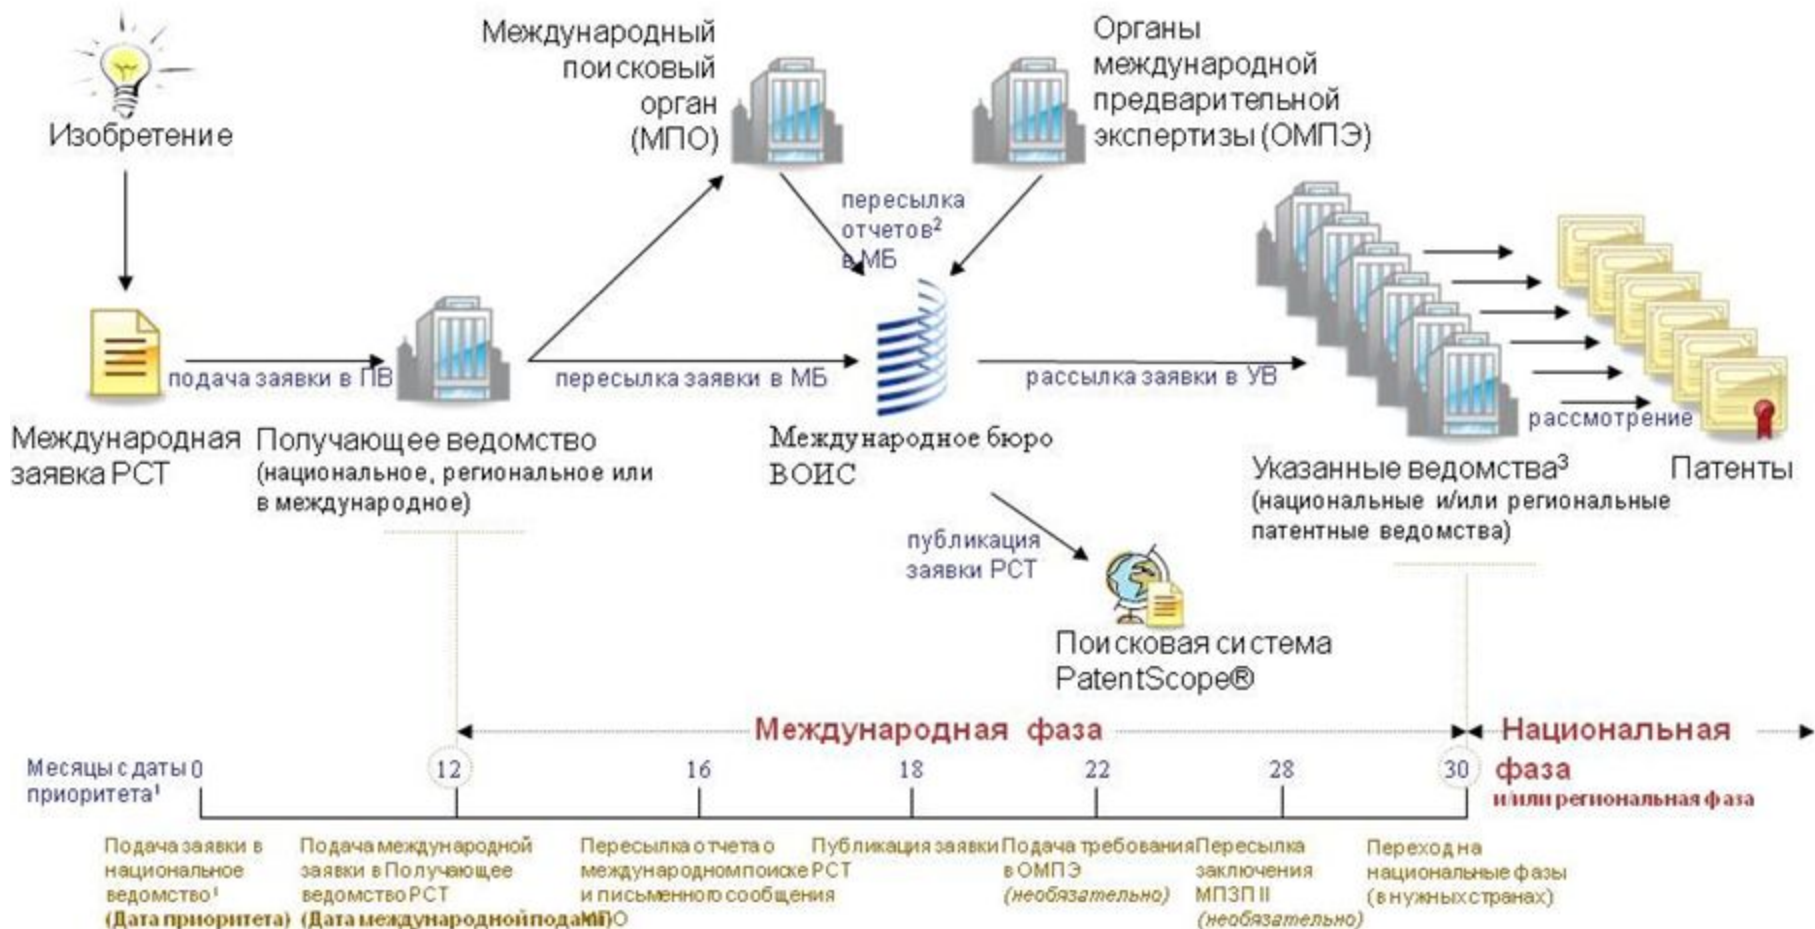 Изобретение
Международный
поисковый
орган
(МПО)
Органы
международной
предварительной
экспертизы (ОМПЭ)
пересылка
отчетов²
в МБ
подача заявки в ПВ
пересылка заявки в МБ
рассылка заявки в УВ
рассмотрение
Международная
заявка РСТ
Получающее ведомство
(национальное, региональное или
в международное)
Международное бюро
ВОИС
Указанные ведомства³
(национальные и/или региональные
патентные ведомства)
Патенты
публикация
заявки РСТ
Поисковая система
PatentScope®
Международная фаза
Национальная
фаза
и/или региональная фаза
Месяцы с даты
приоритета¹
0 12 16 18 22 28 30
Подача заявки в
национальное
ведомство¹
(Дата приоритета)
Подача международной
заявки в Получающее
ведомство РСТ
(Дата международной подачи)
Пересылка отчета о
международном поиске
и письменного сообщения
МПО
Публикация заявки
РСТ
Подача требования
в ОМПЭ
(необязательно)
Пересылка
заключения
МПЗП II
(необязательно)
Переход на
национальные фазы
(в нужных странах)